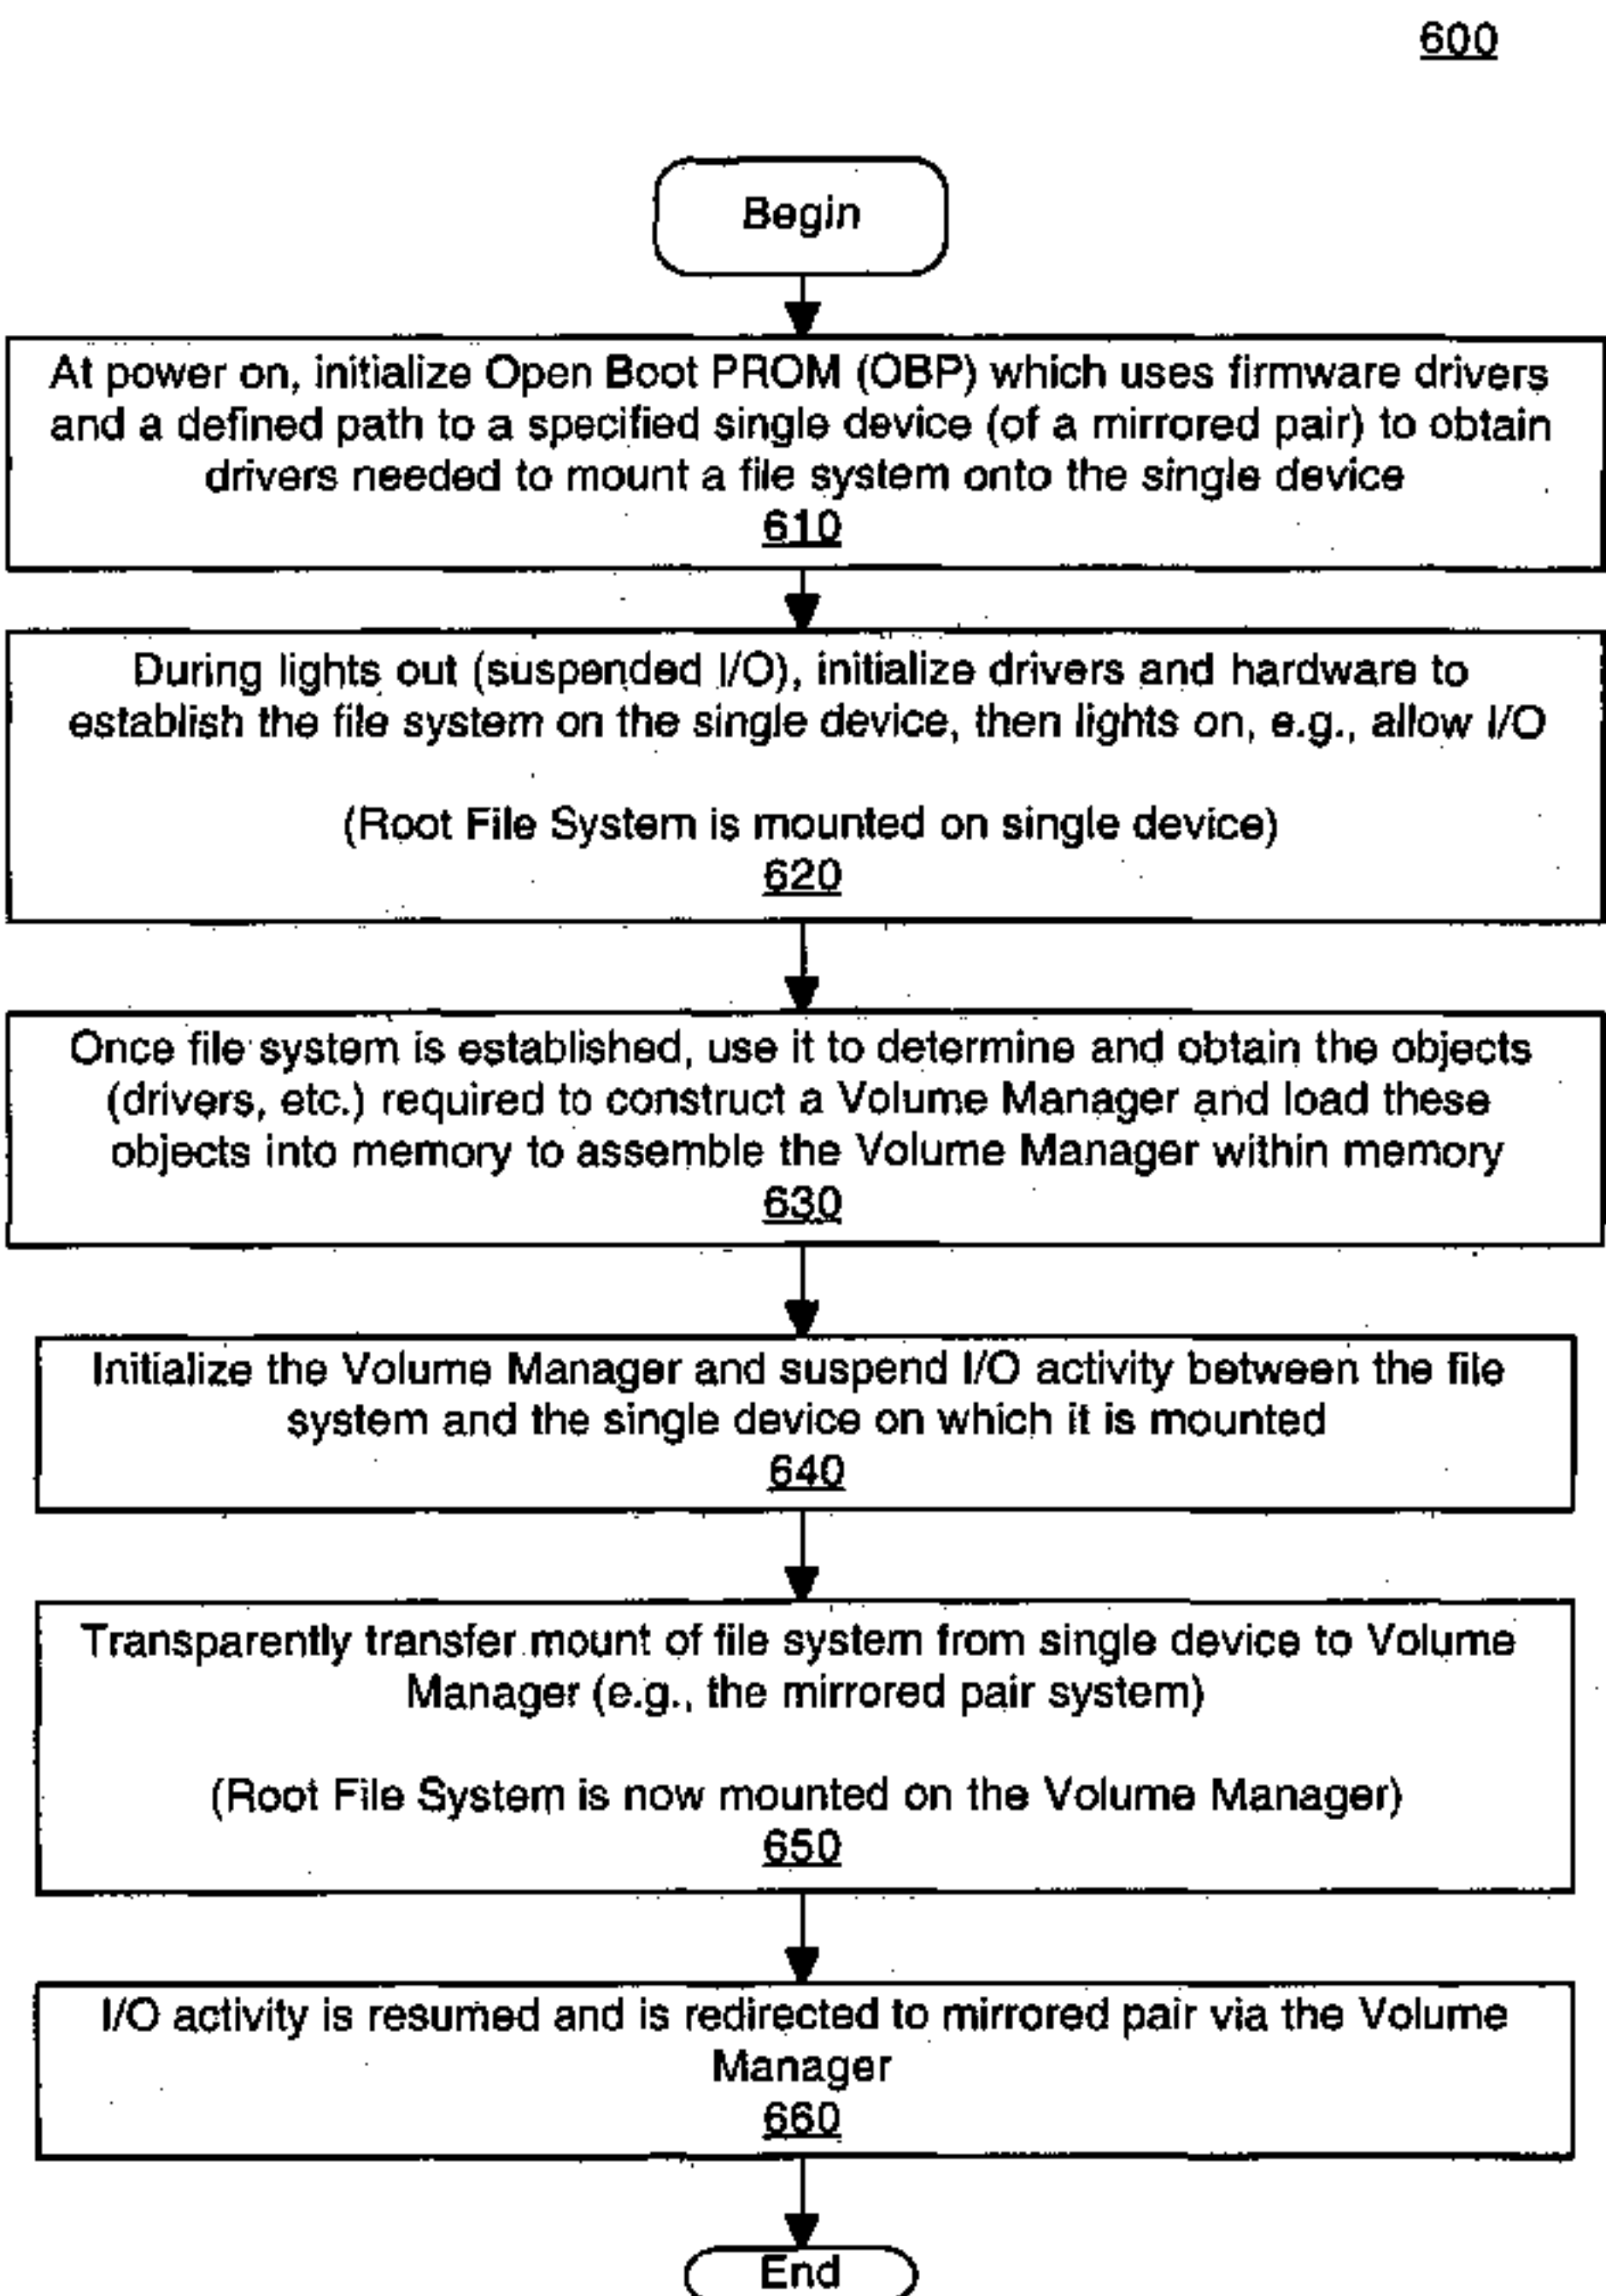 600
Begin
At power on, initialize Open Boot PROM (OBP) which uses firmware drivers
and a defined path to a specified single device (of a mirrored pair) to obtain
drivers needed to mount a file system onto the single device
610
During lights out (suspended I/O), initialize drivers and hardware to
establish the file system on the single device, then lights on, e.g., allow I/O
(Root File System is mounted on single device)
620
Once file system is established, use it to determine and obtain the objects
(drivers, etc.) required to construct a Volume Manager and load these
objects into memory to assemble the Volume Manager within memory
630
Initialize the Volume Manager and suspend I/O activity between the file
system and the single device on which it is mounted
640
Transparently transfer mount of file system from single device to Volume
Manager (e.g., the mirrored pair system)
(Root File System is now mounted on the Volume Manager)
650
I/O activity is resumed and is redirected to mirrored pair via the Volume
Manager
660
End